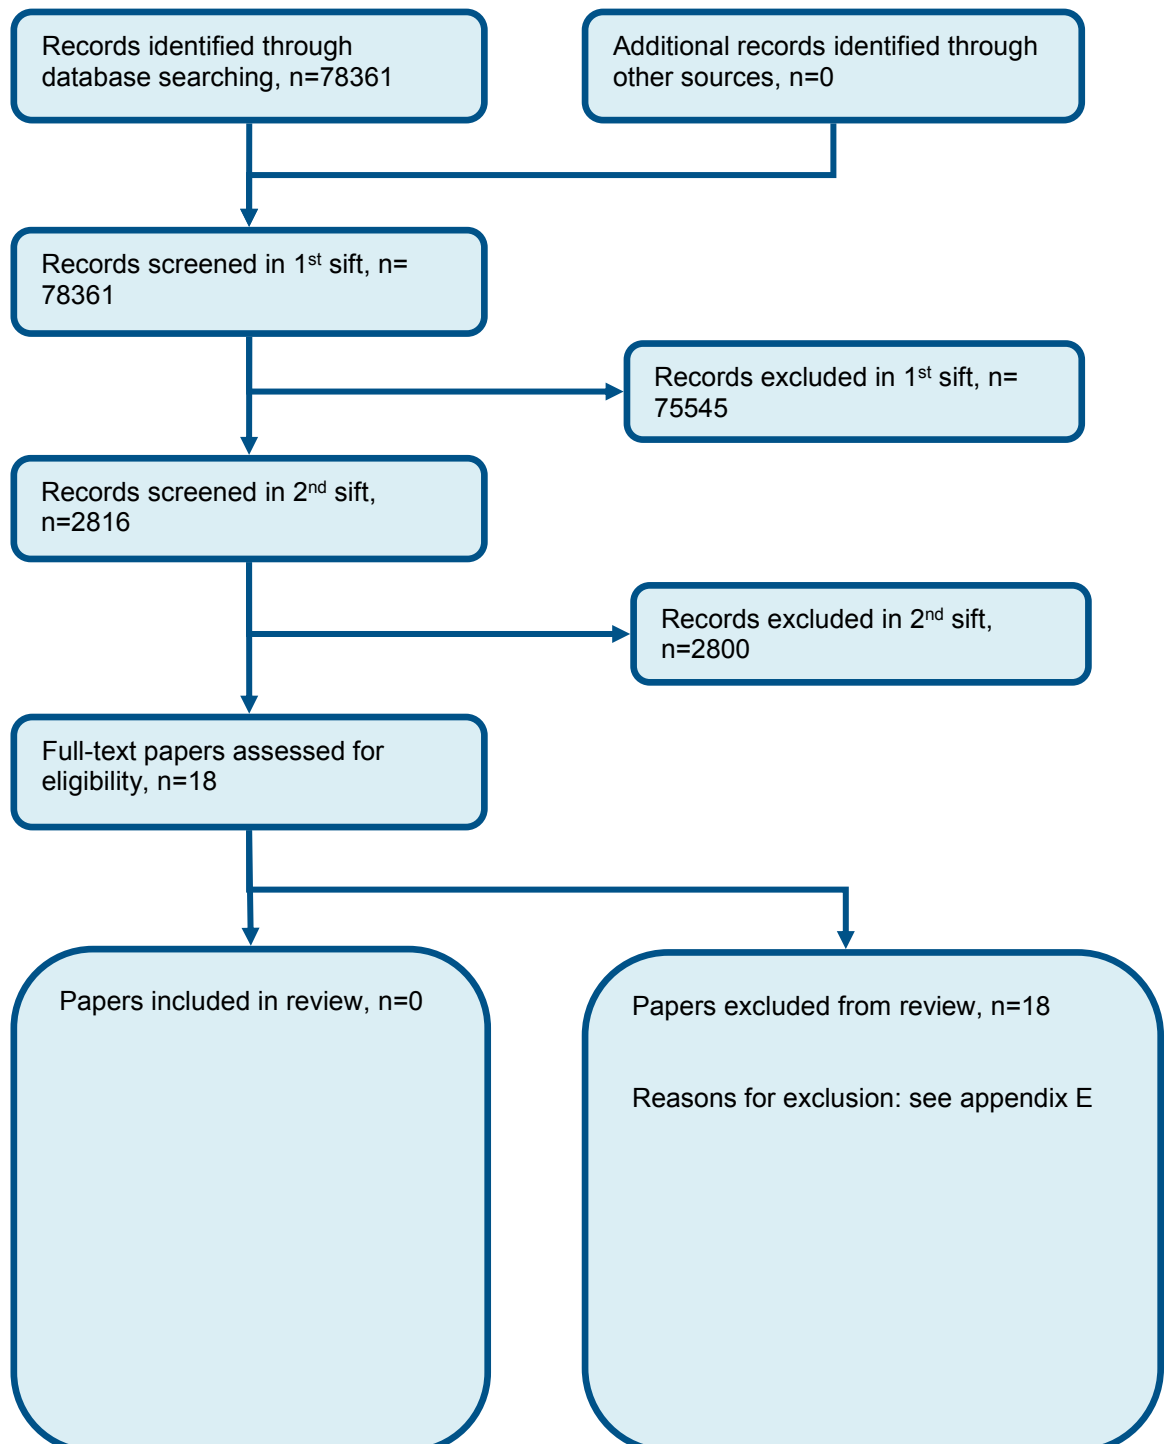 Records identified through
database searching, n=78361
Additional records identified through
other sources, n=0
Records screened in 1st sift, n=
78361
Records excluded in 1st sift, n=
75545
Records screened in 2nd sift,
n=2816
Records excluded in 2nd sift,
n=2800
Full-text papers assessed for
eligibility, n=18
Papers included in review, n=0
Papers excluded from review, n=18
Reasons for exclusion: see appendix E